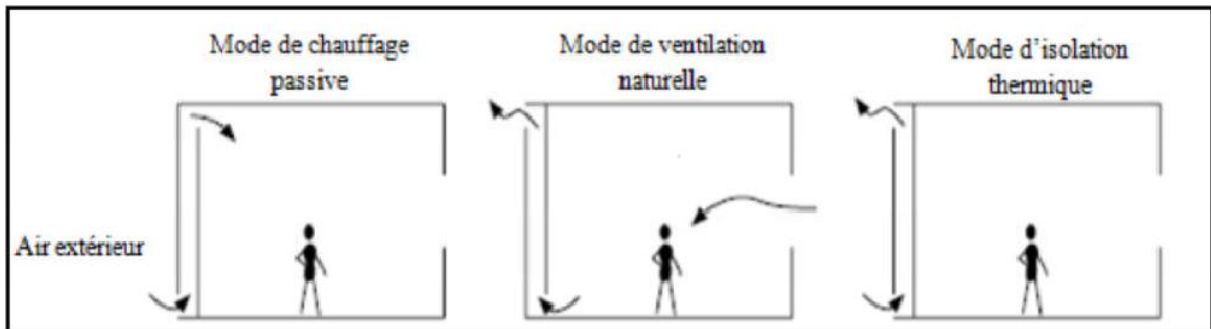 Mode de chauffage
passive
Mode de ventilation
naturelle
Mode d'isolation
thermique
Air extérieur